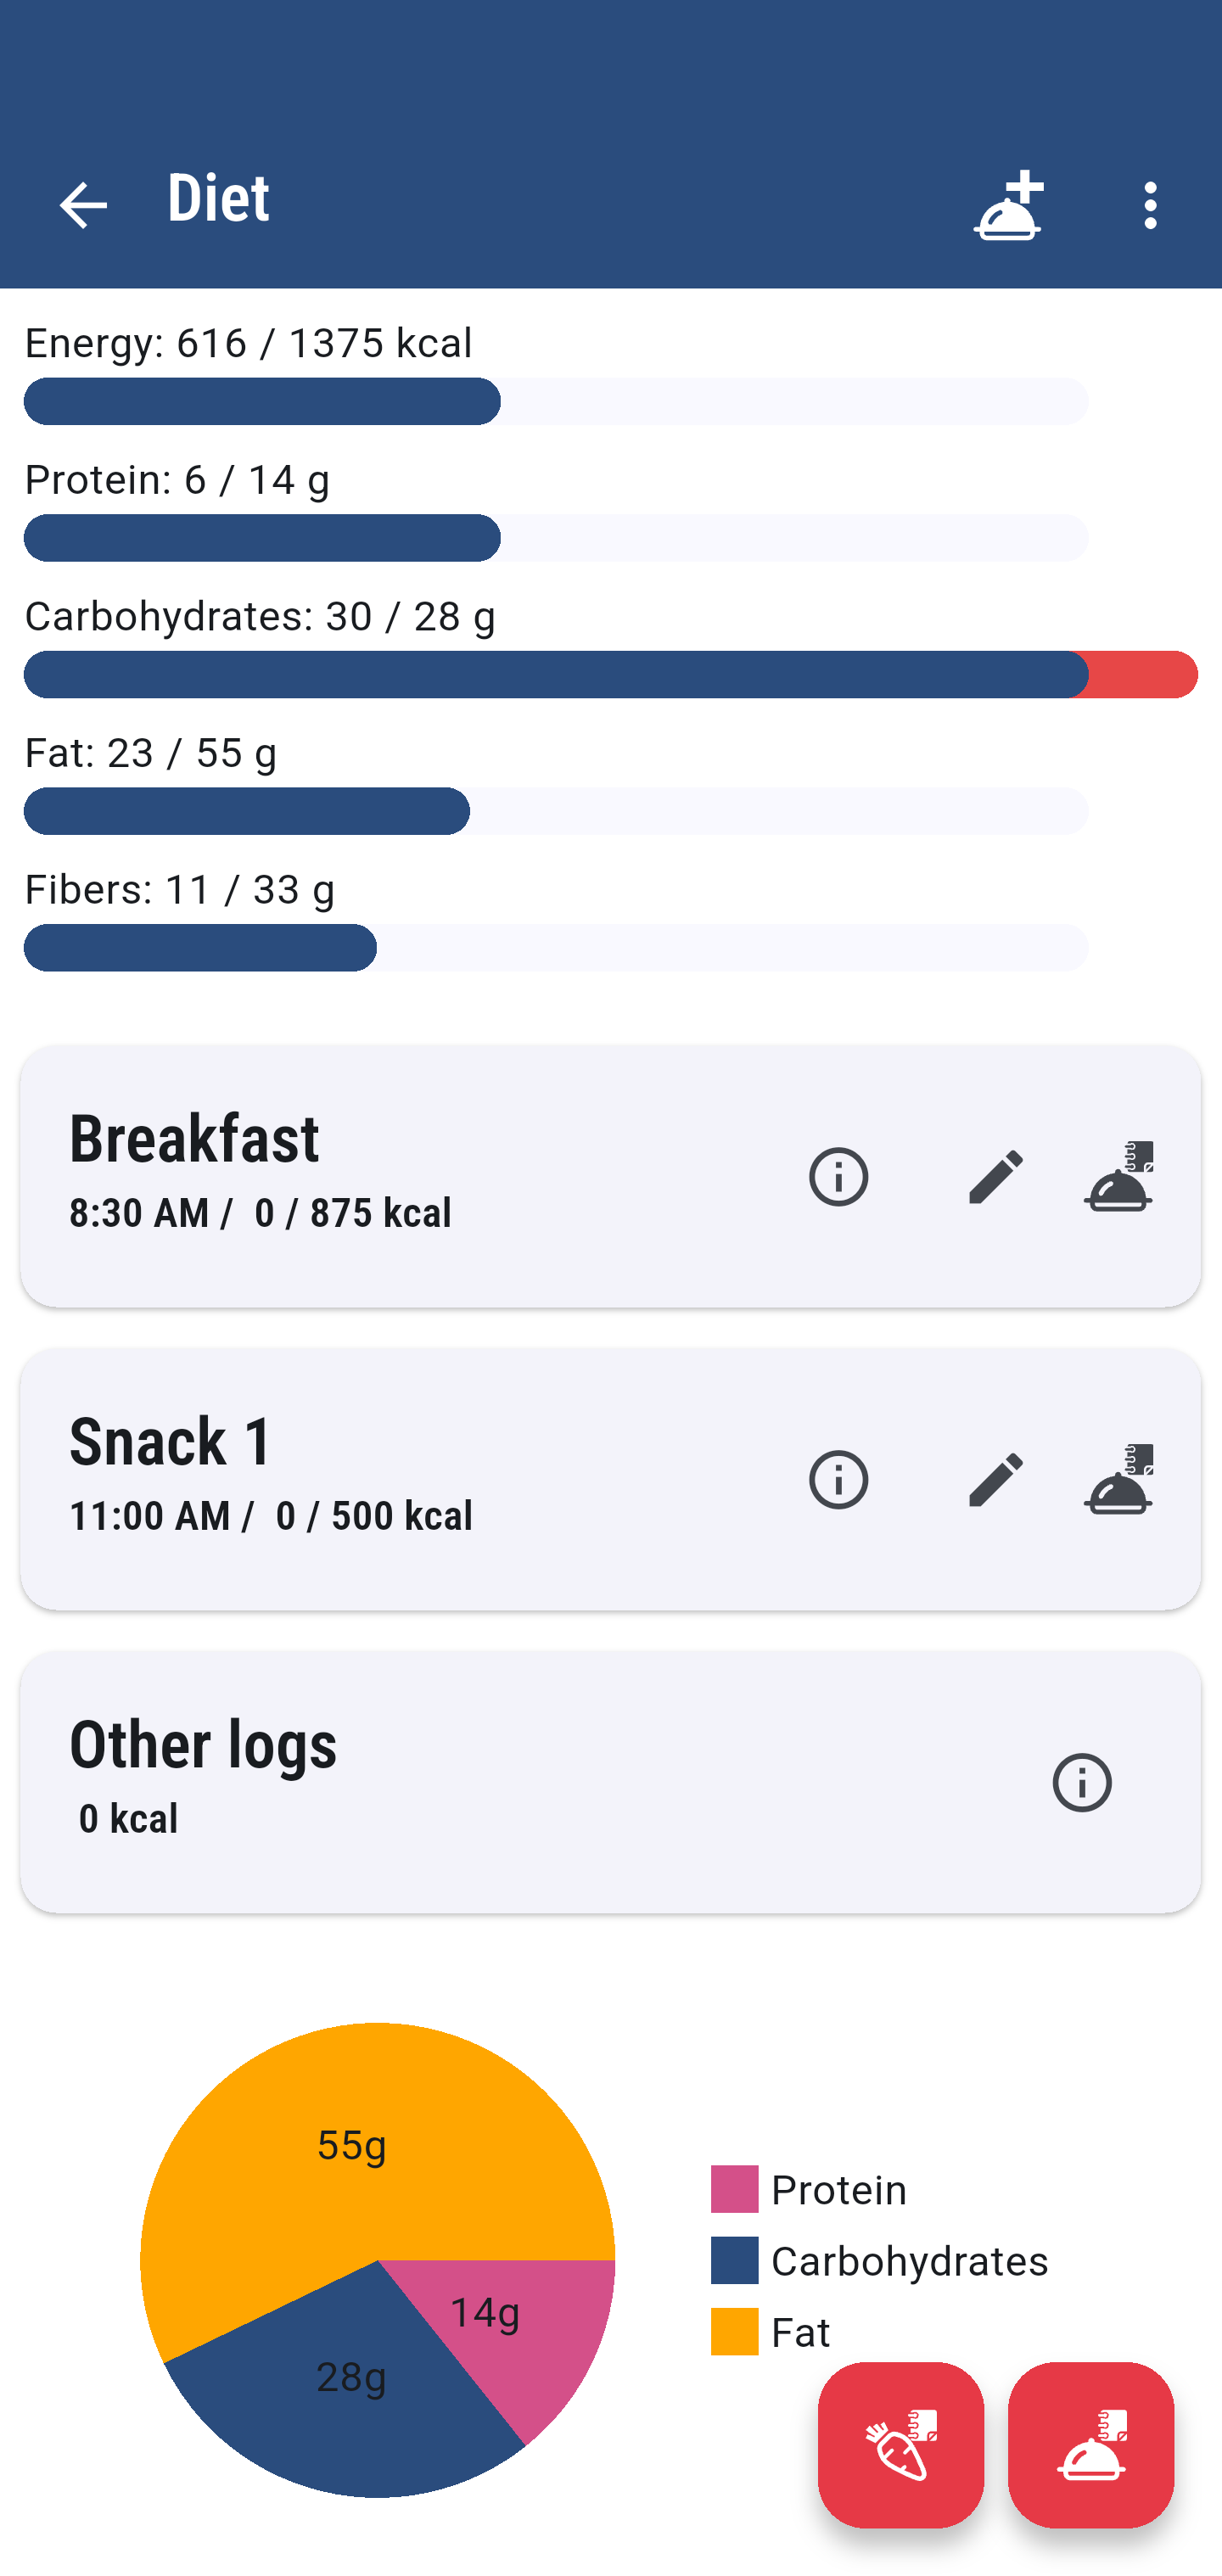 Diet
Energy: 616 / 1375 kcal
Protein: 6 / 14 g
Carbohydrates: 30 / 28 g
Fat: 23 / 55 g
Fibers: 11 / 33 g
Breakfast
8:30 AM /  0 / 875 kcal
Snack 1
11:00 AM /  0 / 500 kcal
Other logs
0 kcal
55g
14g
28g
Protein
Carbohydrates
Fat